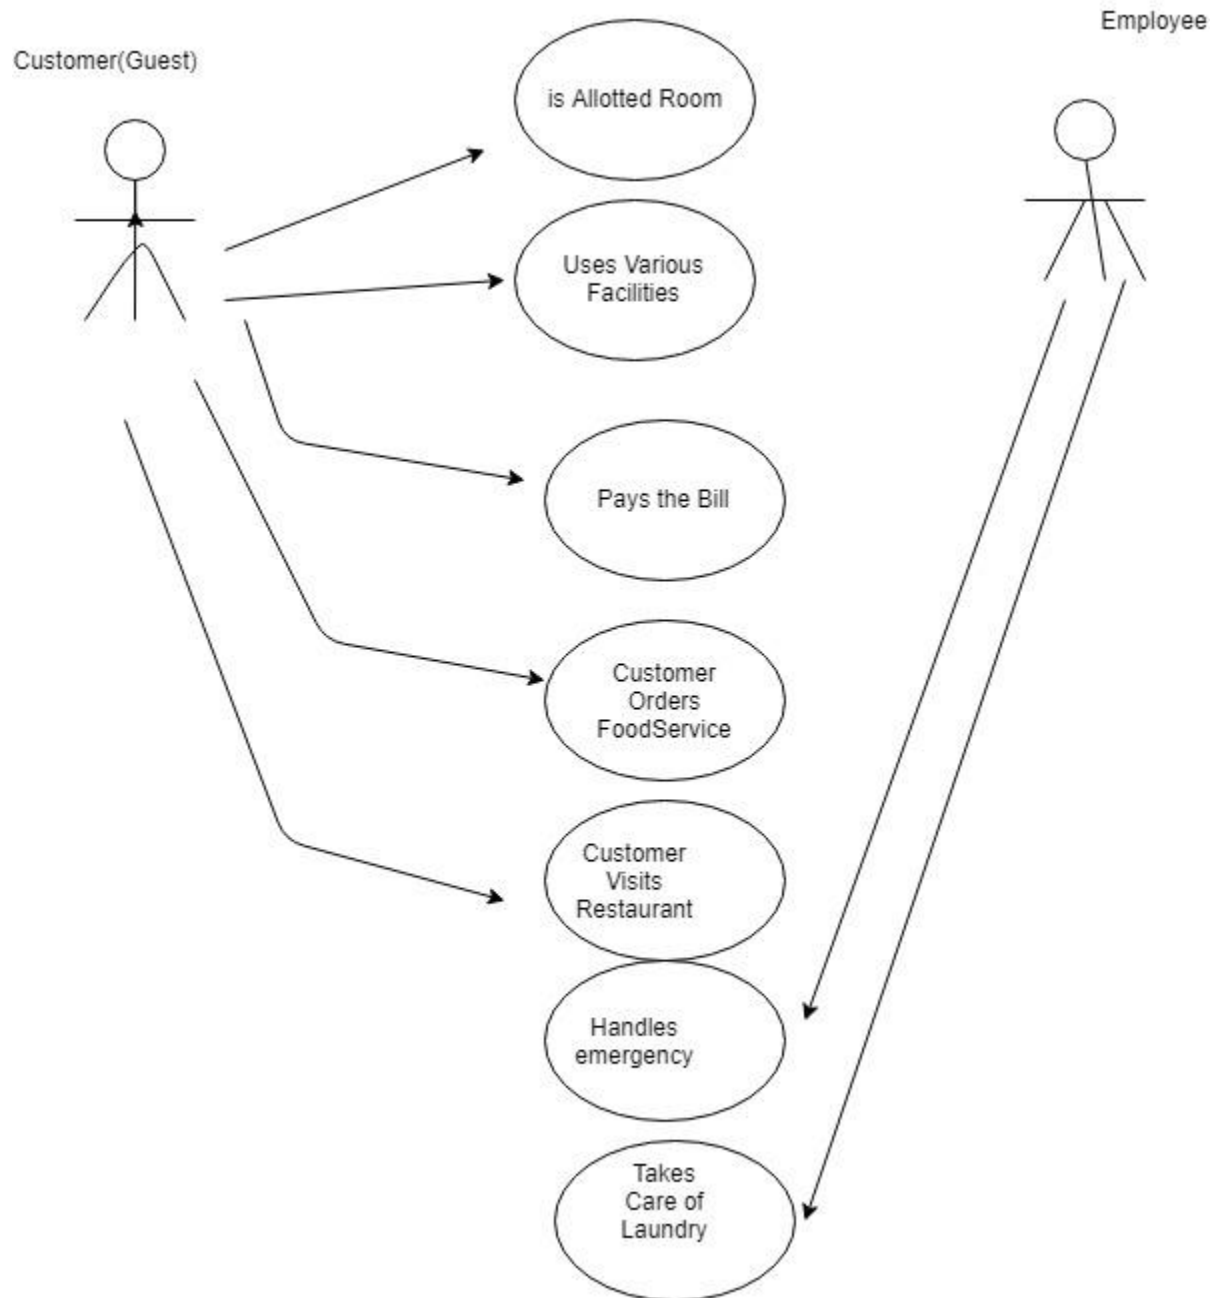 Employee
Customer(Guest)
is Allotted Room
Uses Various
Facilities
Pays the Bill
Customer
Orders
FoodService
Customer
Visits
Restaurant
Handles
emergency
Takes
Care of
Laundry